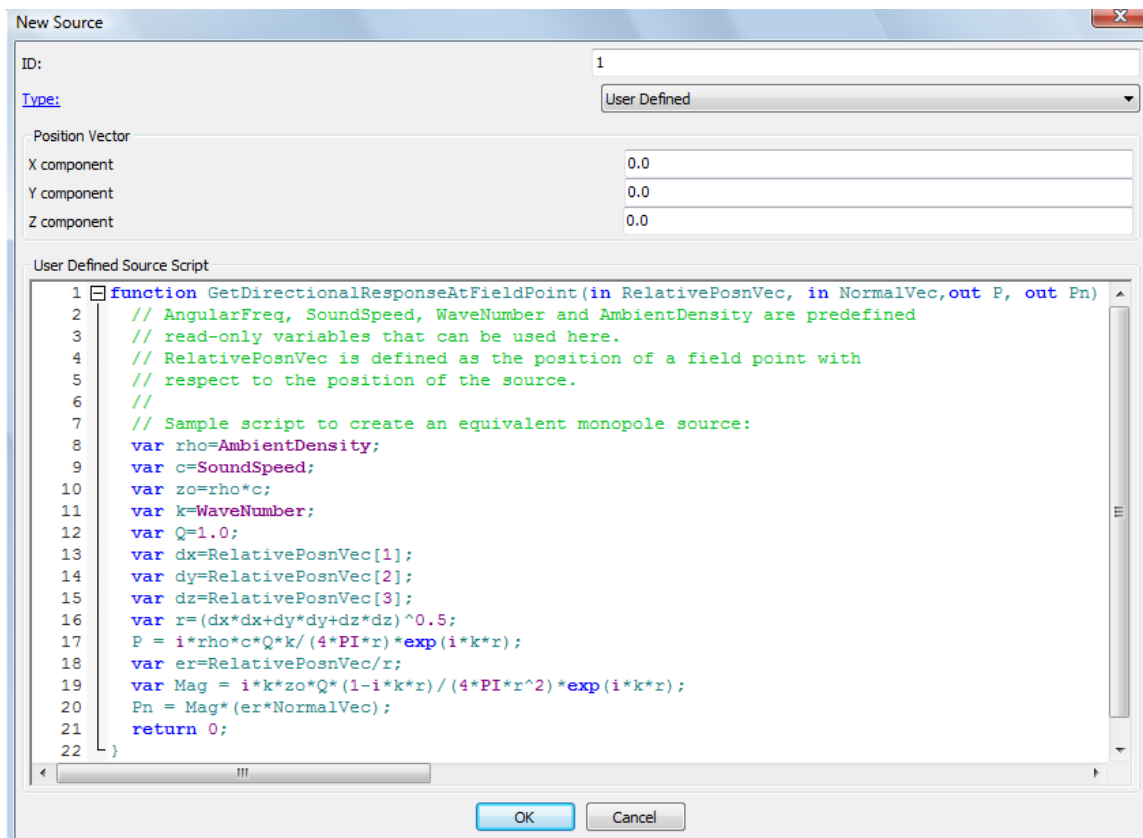 New Source
ID:
1
Type:
User Defined
Position Vector
X component
0.0
Y component
0.0
Z component
0.0
User Defined Source Script
1 function GetDirectionalResponseAtFieldPoint(in RelativePosnVec, in NormalVec,out P, out Pn)
2 // AngularFreq, SoundSpeed, WaveNumber and AmbientDensity are predefined
3 // read-only variables that can be used here.
4 // RelativePosnVec is defined as the position of a field point with
5 // respect to the position of the source.
6 //
7 // Sample script to create an equivalent monopole source:
8 var rho=AmbientDensity;
9 var c=SoundSpeed;
10 var zo=rho*c;
11 var k=WaveNumber;
12 var Q=1.0;
13 var dx=RelativePosnVec[1];
14 var dy=RelativePosnVec[2];
15 var dz=RelativePosnVec[3];
16 var r=(dx*dx+dy*dy+dz*dz)^0.5;
17 P = i*rho*c*Q*k/(4*PI*r)*exp(i*k*r);
18 var er=RelativePosnVec/r;
19 var Mag = i*k*zo*Q*(1-i*k*r)/(4*PI*r^2)*exp(i*k*r);
20 Pn = Mag*(er*NormalVec);
21 return 0;
22 }
OK
Cancel